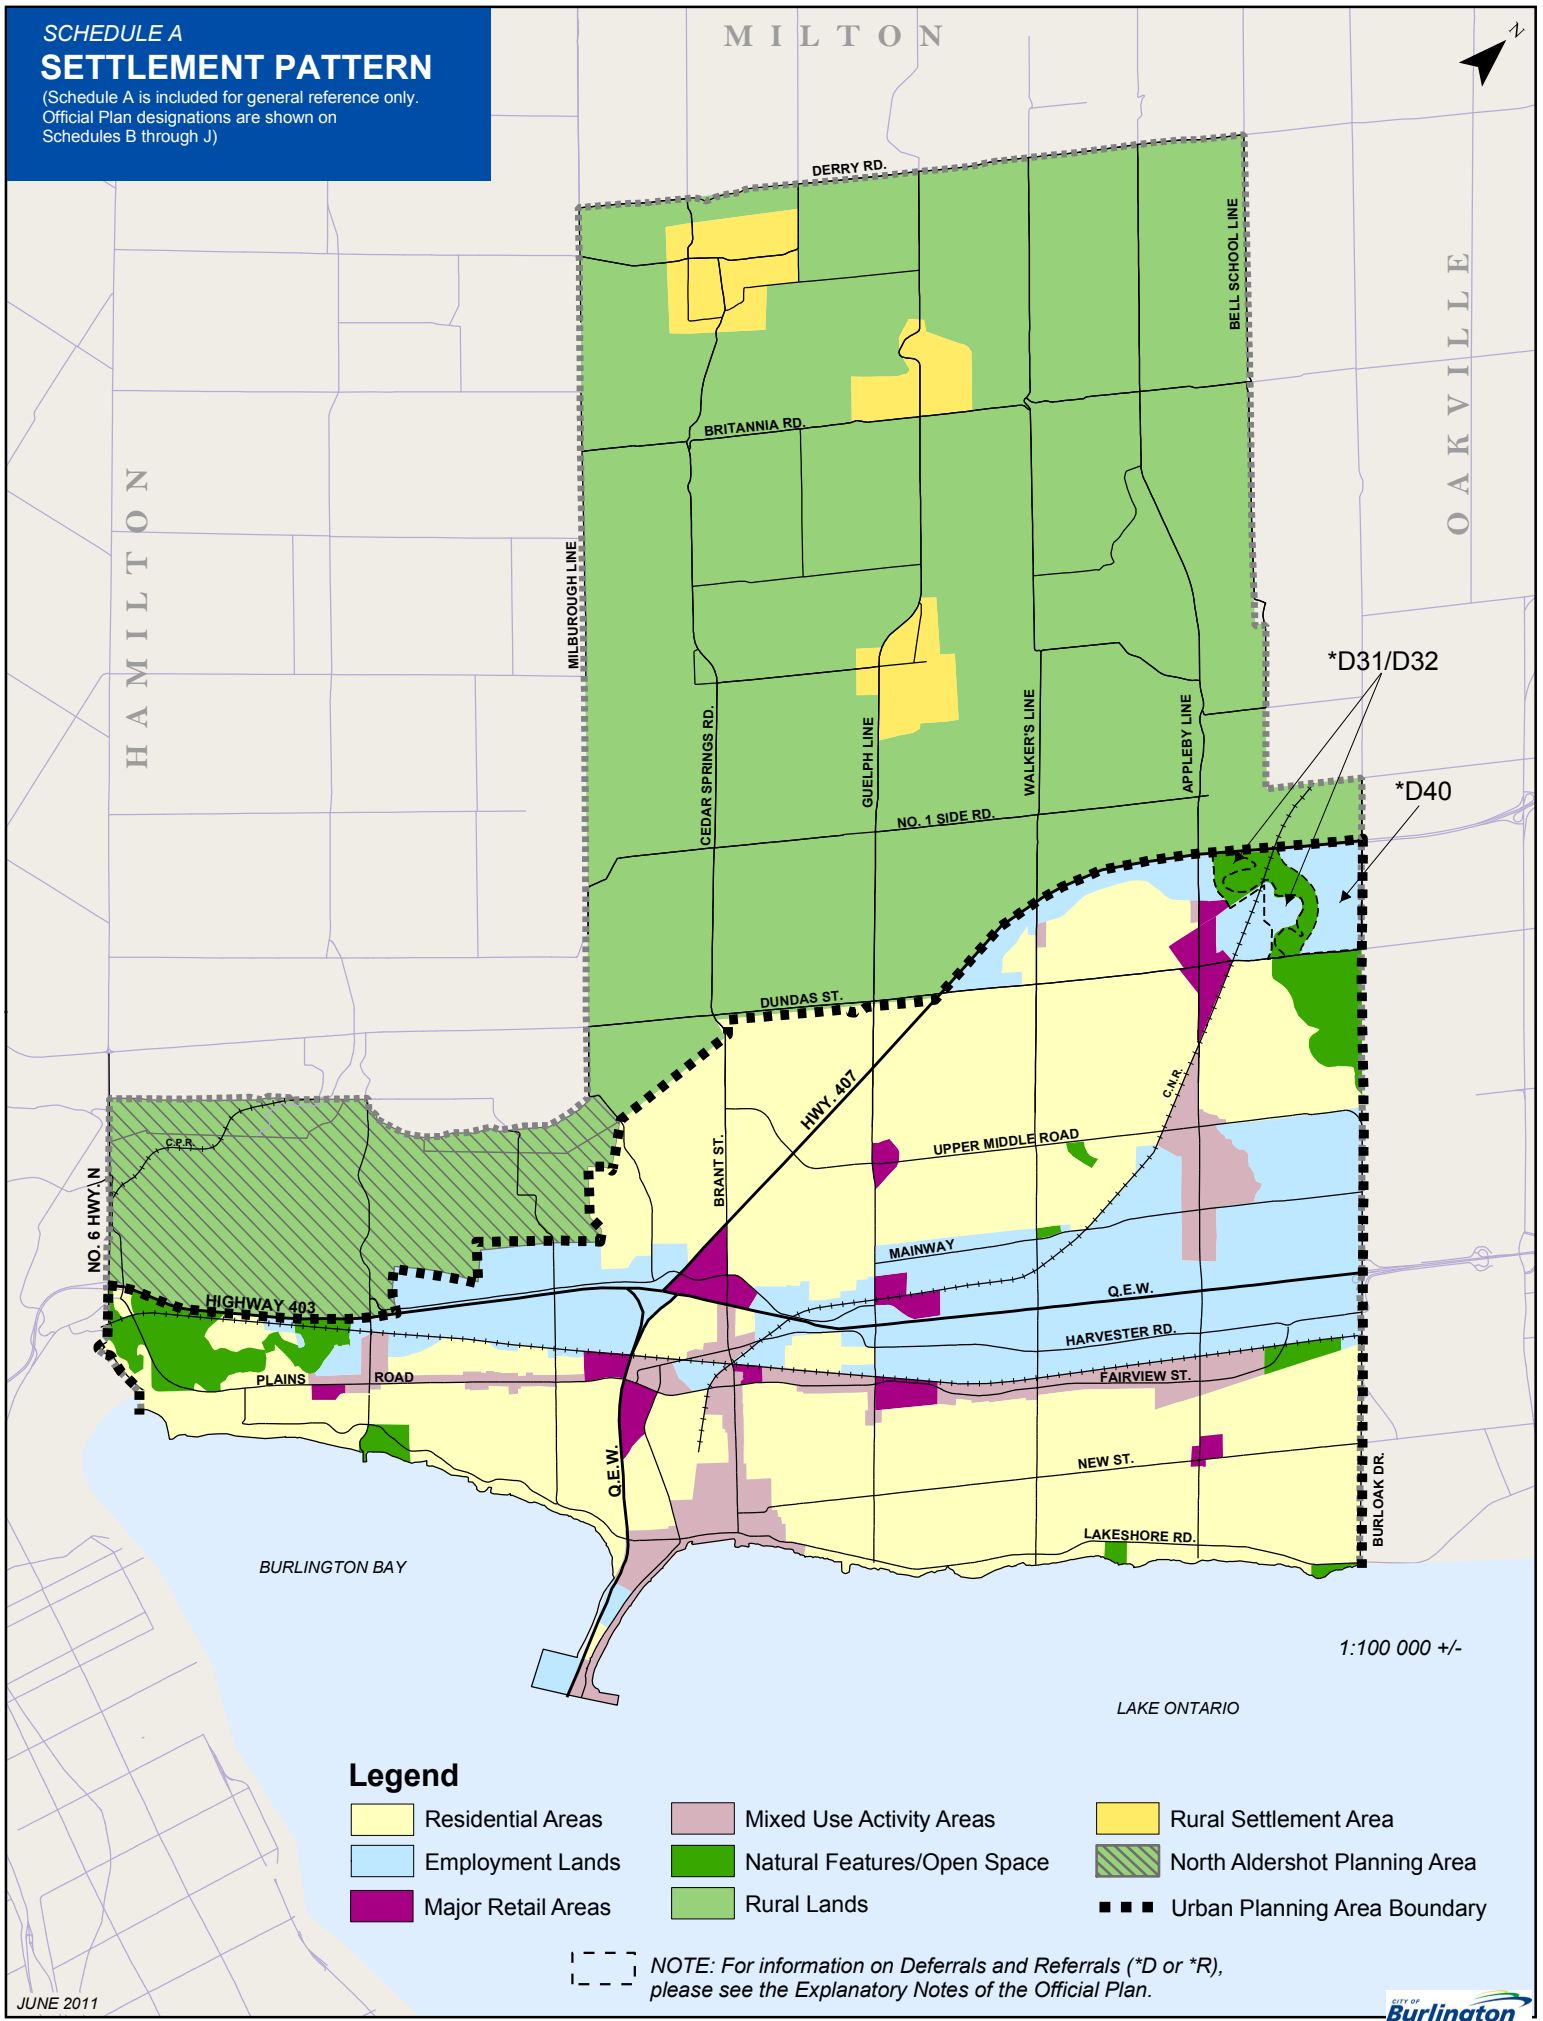 SCHEDULE A
SETTLEMENT PATTERN
(Schedule A is included for general reference only.
Official Plan designations are shown on
Schedules B through J)
MILTON
N
DERRY RD.
BELL SCHOOL LINE
OAKVILLE
BRITANNIA RD.
HAMILTON
MILBUROUGH LINE
*D31/D32
CEDAR SPRINGS RD.
GUELPH LINE
WALKER'S LINE
APPLEBY LINE
*D40
NO. 1 SIDE RD.
DUNDAS ST.
HWY. 407
C.N.R.
C.P.R.
UPPER MIDDLE ROAD
BRANT ST.
NO. 6 HWY. N
MAINWAY
Q.E.W.
HIGHWAY 403
HARVESTER RD.
PLAINS ROAD
FAIRVIEW ST.
Q.E.W.
NEW ST.
BURLOAK DR.
LAKESHORE RD.
BURLINGTON BAY
1:100 000 +/-
LAKE ONTARIO
Legend
Residential Areas
Employment Lands
Major Retail Areas
Mixed Use Activity Areas
Natural Features/Open Space
Rural Lands
Rural Settlement Area
North Aldershot Planning Area
Urban Planning Area Boundary
NOTE: For information on Deferrals and Referrals (*D or *R),
please see the Explanatory Notes of the Official Plan.
JUNE 2011
CITY OF
Burlington